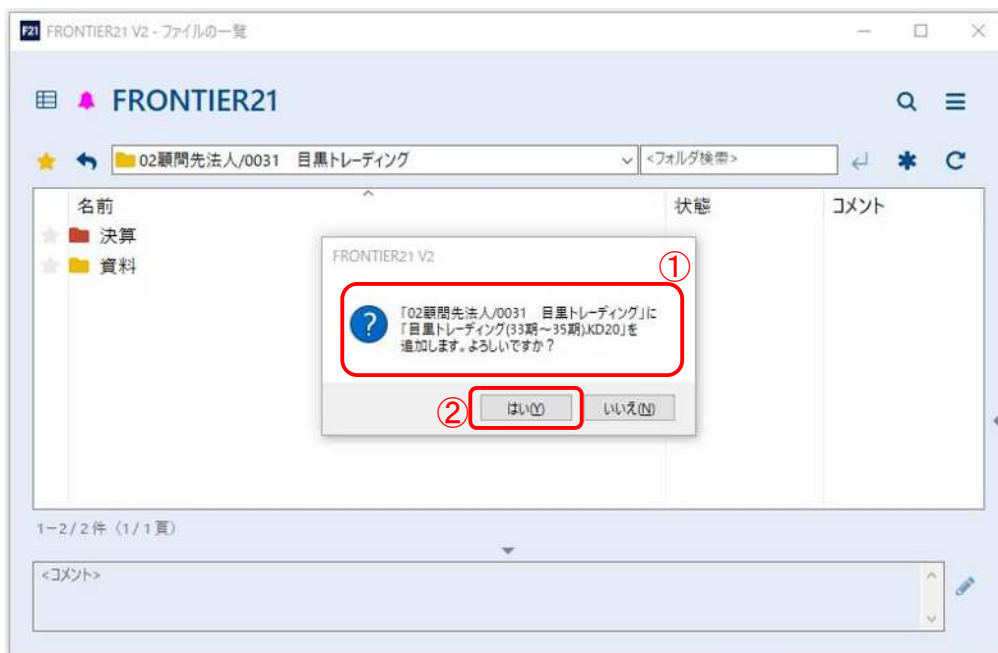 F21 FRONTIER21 V2 - ファイルの一覧
FRONTIER21
02顧問先法人/0031 目黒トレーディング
<フォルダ検索>
名前 状態 コメント
決算
資料
FRONTIER21 V2
①
「02顧問先法人/0031 目黒トレーディング」に
「目黒トレーディング(33期～35期).KD20」を
追加します。よろしいですか？
②
はい(Y) いいえ(N)
1-2/2件 (1/1頁)
<コメント>